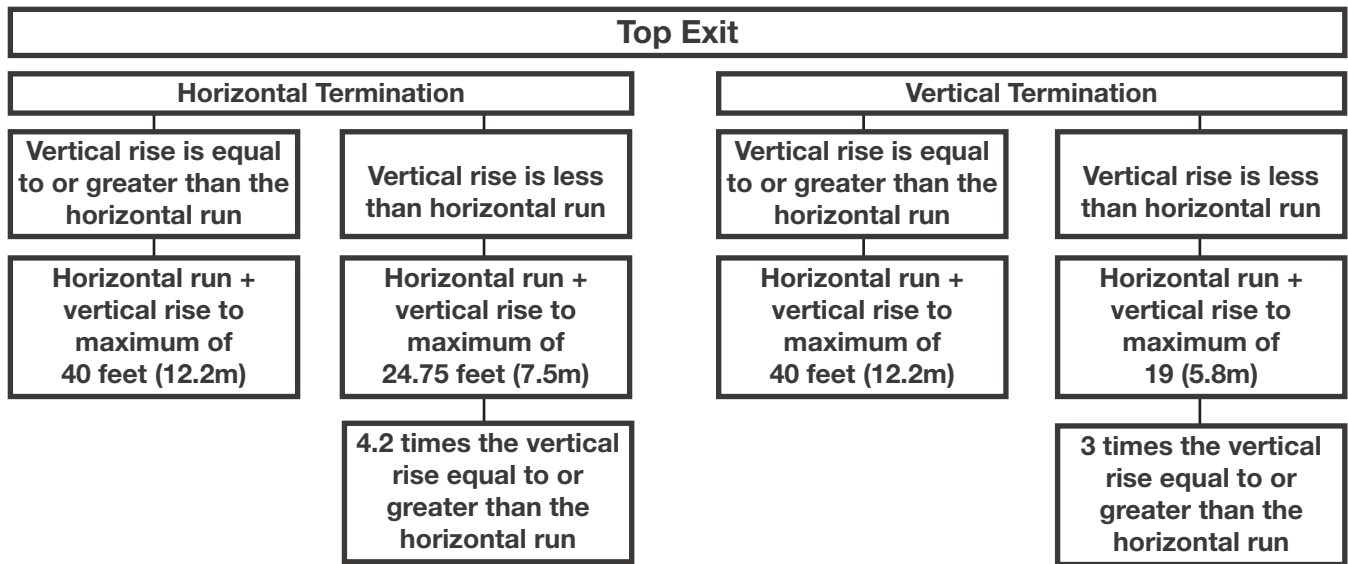 Top Exit
Horizontal Termination
Vertical rise is equal
to or greater than the
horizontal run
Horizontal run +
vertical rise to
maximum of
40 feet (12.2m)
Vertical rise is less
than horizontal run
Horizontal run +
vertical rise to
maximum of
24.75 feet (7.5m)
4.2 times the vertical
rise equal to or
greater than the
horizontal run
Vertical Termination
Vertical rise is equal
to or greater than the
horizontal run
Horizontal run +
vertical rise to
maximum of
40 feet (12.2m)
Vertical rise is less
than horizontal run
Horizontal run +
vertical rise to
maximum of
19 (5.8m)
3 times the vertical
rise equal to or
greater than the
horizontal run